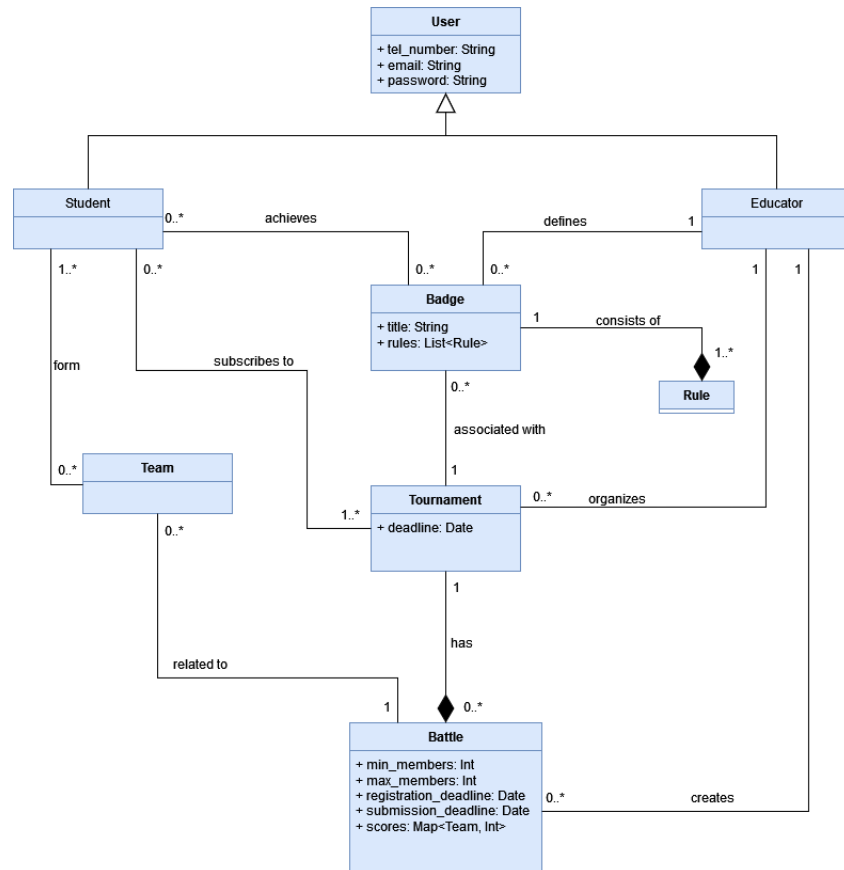 User
+ tel_number: String
+ email: String
+ password: String
Student
Educator
0..*
achieves
defines
1
1..*
0..*
0..*
0..*
1
1
Badge
+ title: String
+ rules: List<Rule>
1
consists of
1..*
Rule
form
subscribes to
0..*
associated with
1
0..*
Team
Tournament
+ deadline: Date
0..*
organizes
1..*
0..*
1
has
related to
1
0..*
Battle
+ min_members: Int
+ max_members: Int
+ registration_deadline: Date
+ submission_deadline: Date
+ scores: Map<Team, Int>
0..*
creates